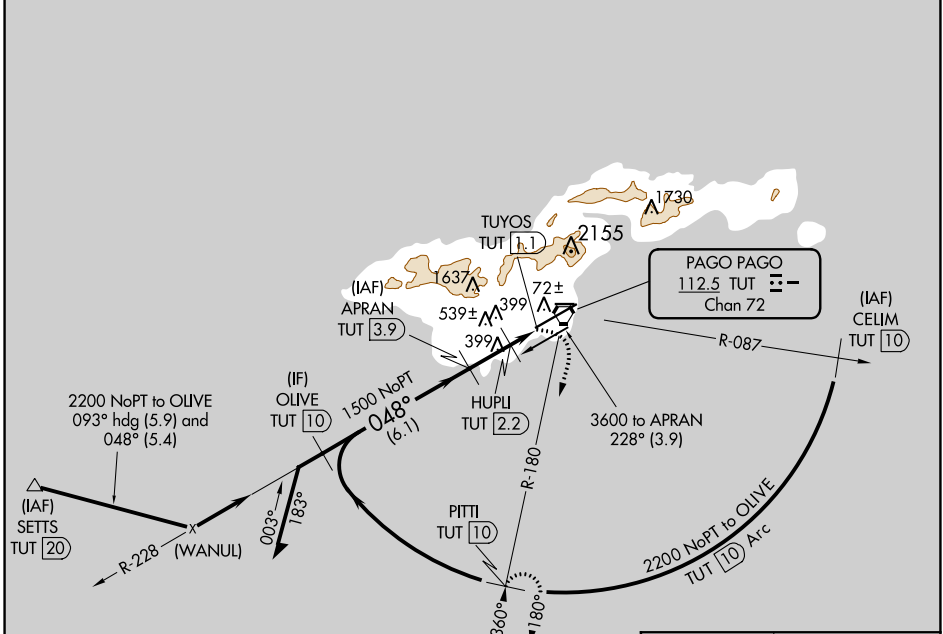 1730
TUYOS
TUT 1.1
2155
PAGO PAGO
112.5 TUT
Chan 72
1637
72±
(IAF)
APRAN
TUT 3.9
539±
399
399
(IAF)
CELIM
TUT 10
R-087
(IF)
OLIVE
TUT 10
1500 NoPT
048°
(6.1)
HUPLI
TUT 2.2
3600 to APRAN
228° (3.9)
2200 NoPT to OLIVE
093° hdg (5.9) and
048° (5.4)
R-180
(IAF)
SETTS
TUT 20
(WANUL)
R-228
003°
183°
PITTI
TUT 10
2200 NoPT to OLIVE
TUT 10 Arc
360°
180°